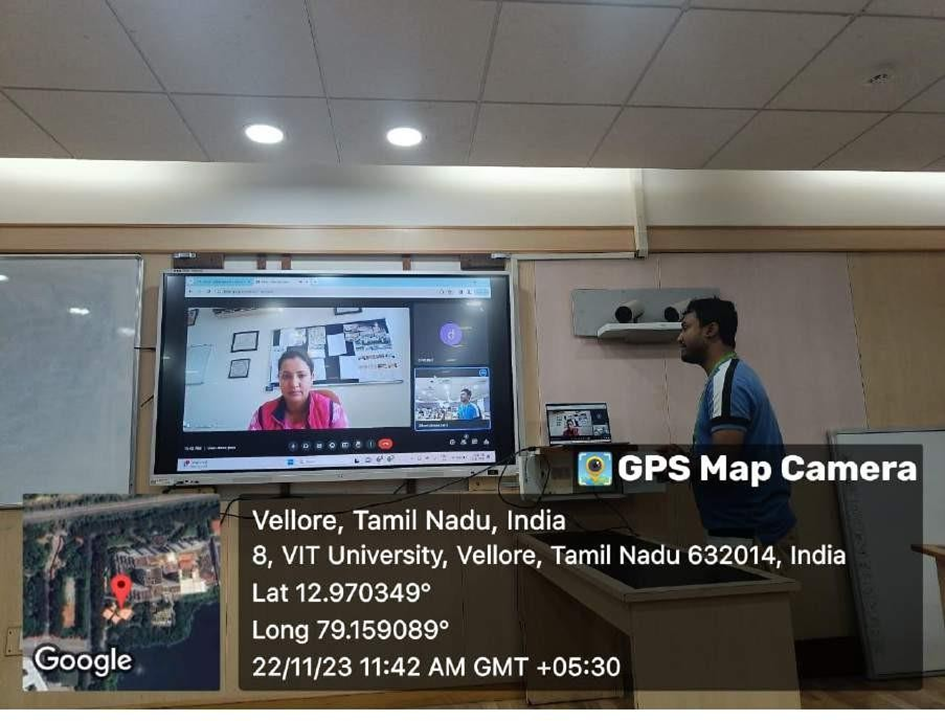 GPS Map Camera
Vellore, Tamil Nadu, India
8, VIT University, Vellore, Tamil Nadu 632014, India
Lat 12.970349°
Long 79.159089°
22/11/23 11:42 AM GMT +05:30
Google